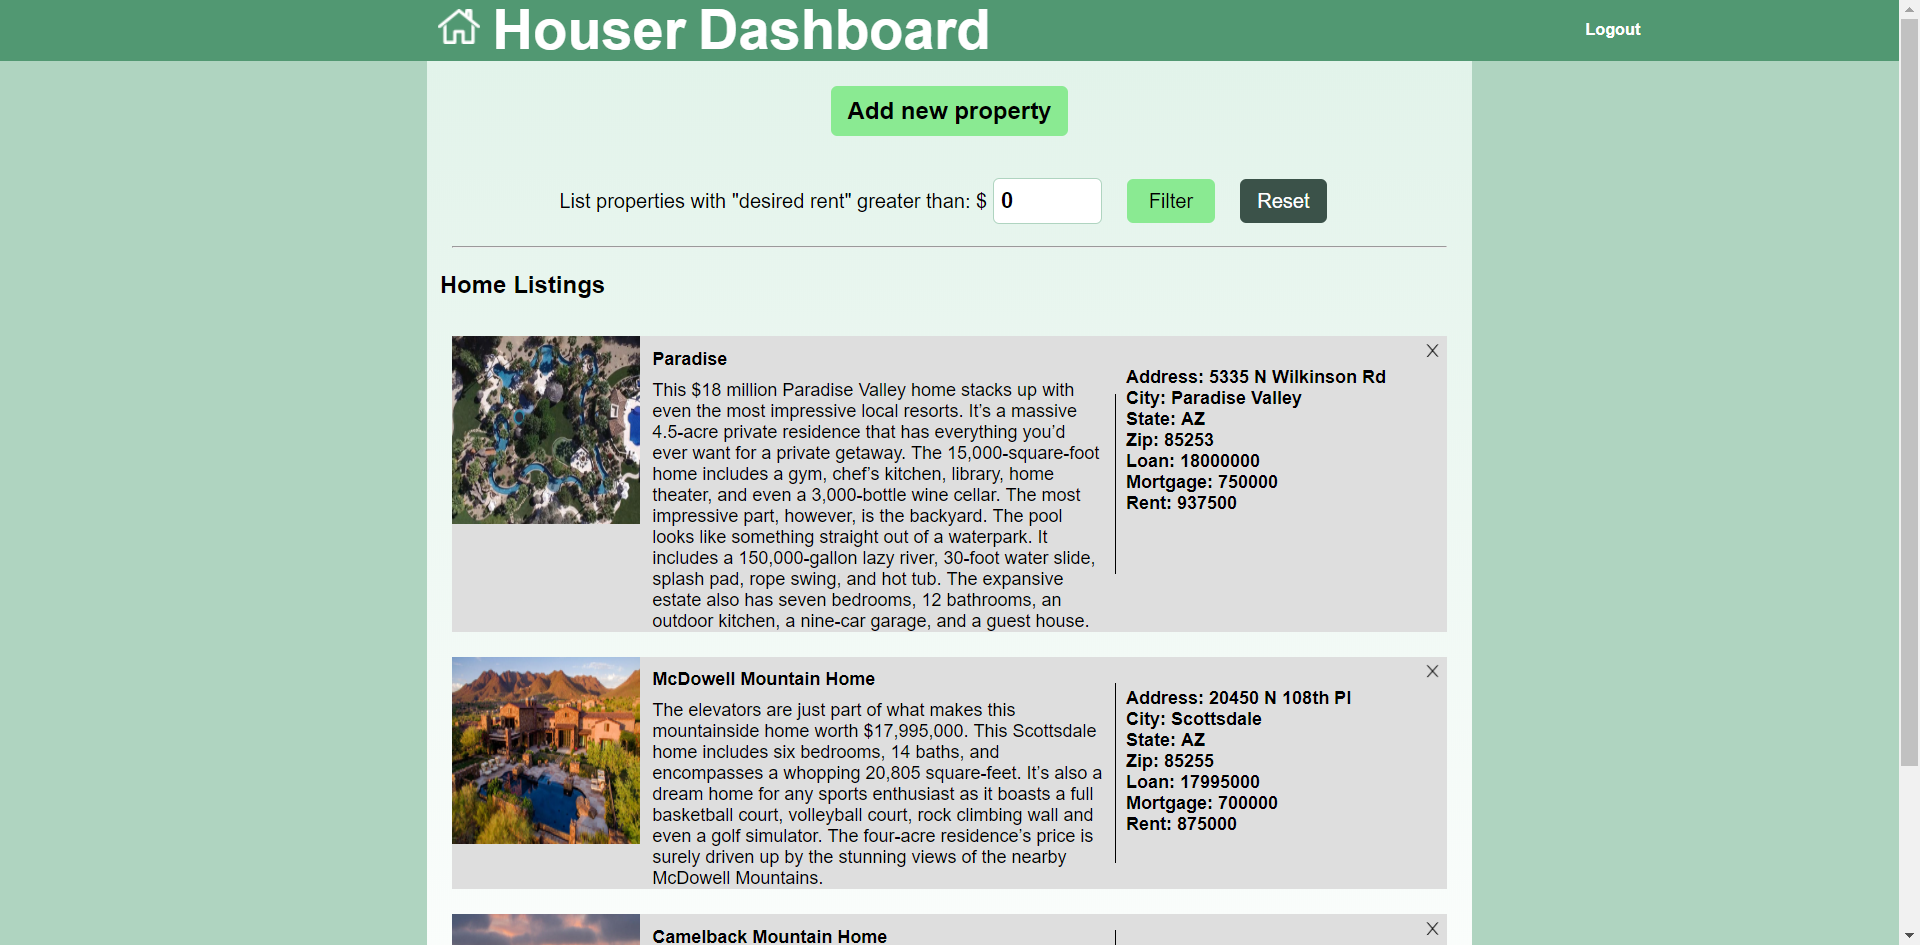 Houser Dashboard
Logout
Add new property
List properties with "desired rent" greater than: $ 0 Filter Reset
Home Listings
Paradise
This $18 million Paradise Valley home stacks up with
even the most impressive local resorts. It’s a massive
4.5-acre private residence that has everything you’d
ever want for a private getaway. The 15,000-square-foot
home includes a gym, chef’s kitchen, library, home
theater, and even a 3,000-bottle wine cellar. The most
impressive part, however, is the backyard. The pool
looks like something straight out of a waterpark. It
includes a 150,000-gallon lazy river, 30-foot water slide,
splash pad, rope swing, and hot tub. The expansive
estate also has seven bedrooms, 12 bathrooms, an
outdoor kitchen, a nine-car garage, and a guest house.
Address: 5335 N Wilkinson Rd
City: Paradise Valley
State: AZ
Zip: 85253
Loan: 18000000
Mortgage: 750000
Rent: 937500
McDowell Mountain Home
The elevators are just part of what makes this
mountainside home worth $17,995,000. This Scottsdale
home includes six bedrooms, 14 baths, and
encompasses a whopping 20,805 square-feet. It’s also a
dream home for any sports enthusiast as it boasts a full
basketball court, volleyball court, rock climbing wall and
even a golf simulator. The four-acre residence’s price is
surely driven up by the stunning views of the nearby
McDowell Mountains.
Address: 20450 N 108th Pl
City: Scottsdale
State: AZ
Zip: 85255
Loan: 17995000
Mortgage: 700000
Rent: 875000
Camelback Mountain Home